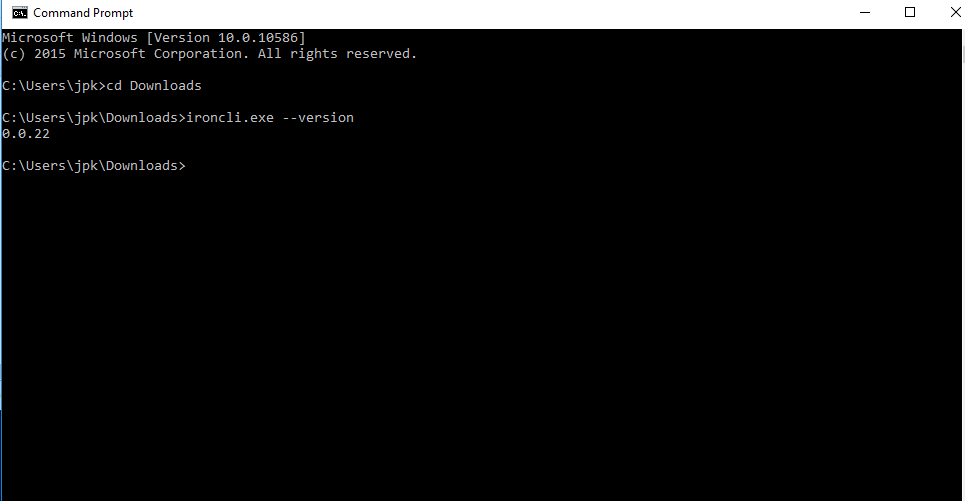 Command Prompt
Microsoft Windows [Version 10.0.10586]
(c) 2015 Microsoft Corporation. All rights reserved.
C:\Users\jpk>cd Downloads
C:\Users\jpk\Downloads>ironcli.exe --version
0.0.22
C:\Users\jpk\Downloads>